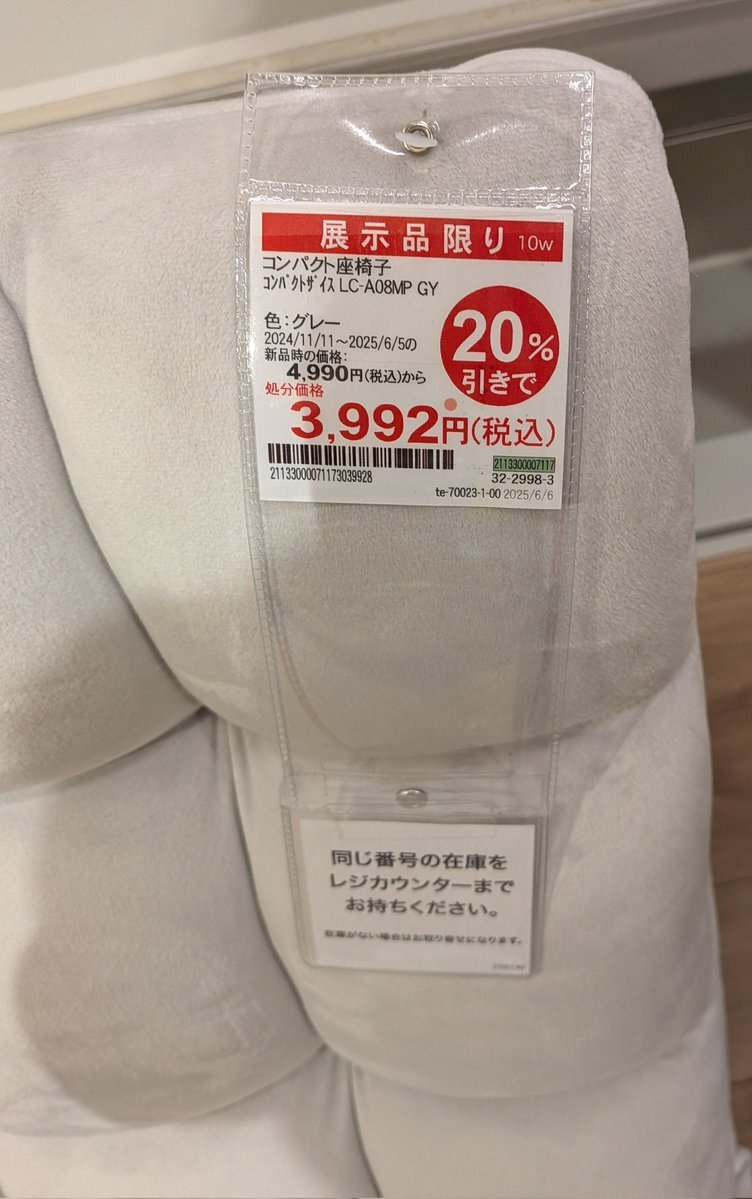 展示品限り 10w
コンパクト座椅子
ｺﾝﾊﾟｸﾄｻﾞｲｽ LC-A08MP GY
色:グレー
2024/11/11～2025/6/5の
新品時の価格:
4,990円(税込)から
20%
引きで
処分価格
3,992円(税込)
21133000071173039928
2113300007117
32-2998-3
te-70023-1-00 2025/6/6
同じ番号の在庫を
レジカウンターまで
お持ちください。
在庫がない場合はお取り寄せになります。